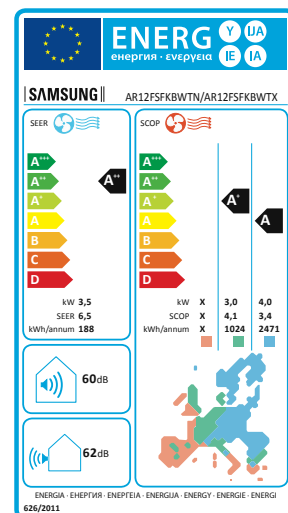 ENERG Y IJA
енергия · ενεργεια IE IA
SAMSUNG AR12FSFKBWTN/AR12FSFKBWTX
SEER SCOP
A+++ A+++
A++ A++ A++
A+ A+ A+
A A A
B B
C C
D D
kW 3,5 kW X 3,0 4,0
SEER 6,5 SCOP X 4,1 3,4
kWh/annum 188 kWh/annum X 1024 2471
60dB
62dB
ENERGIA · ЕНЕРГИЯ · ΕΝΕΡΓΕΙΑ · ENERGIJA · ENERGY · ENERGIE · ENERGI
626/2011